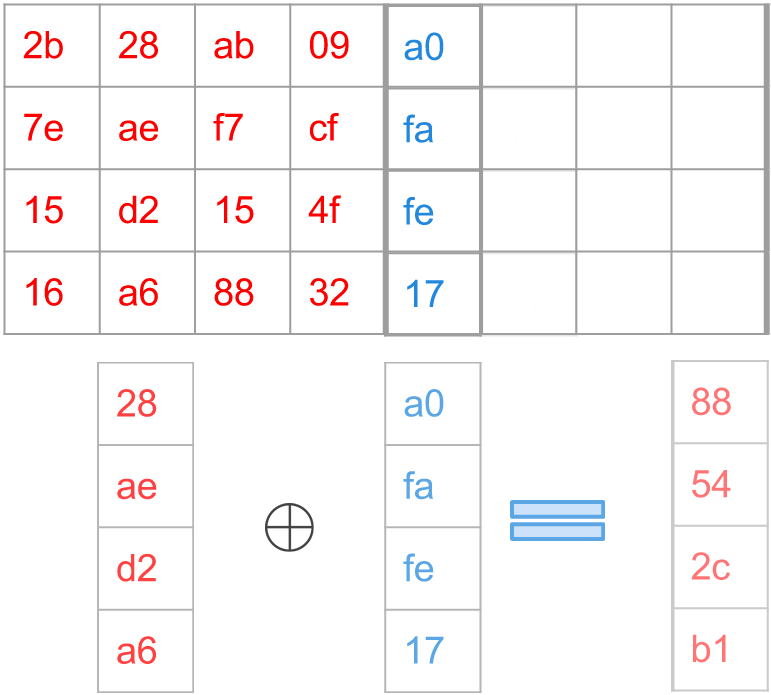 2b 28 ab 09 a0
7e ae f7 cf fa
15 d2 15 4f fe
16 a6 88 32 17
28 a0 88
ae fa 54
d2 fe 2c
a6 17 b1